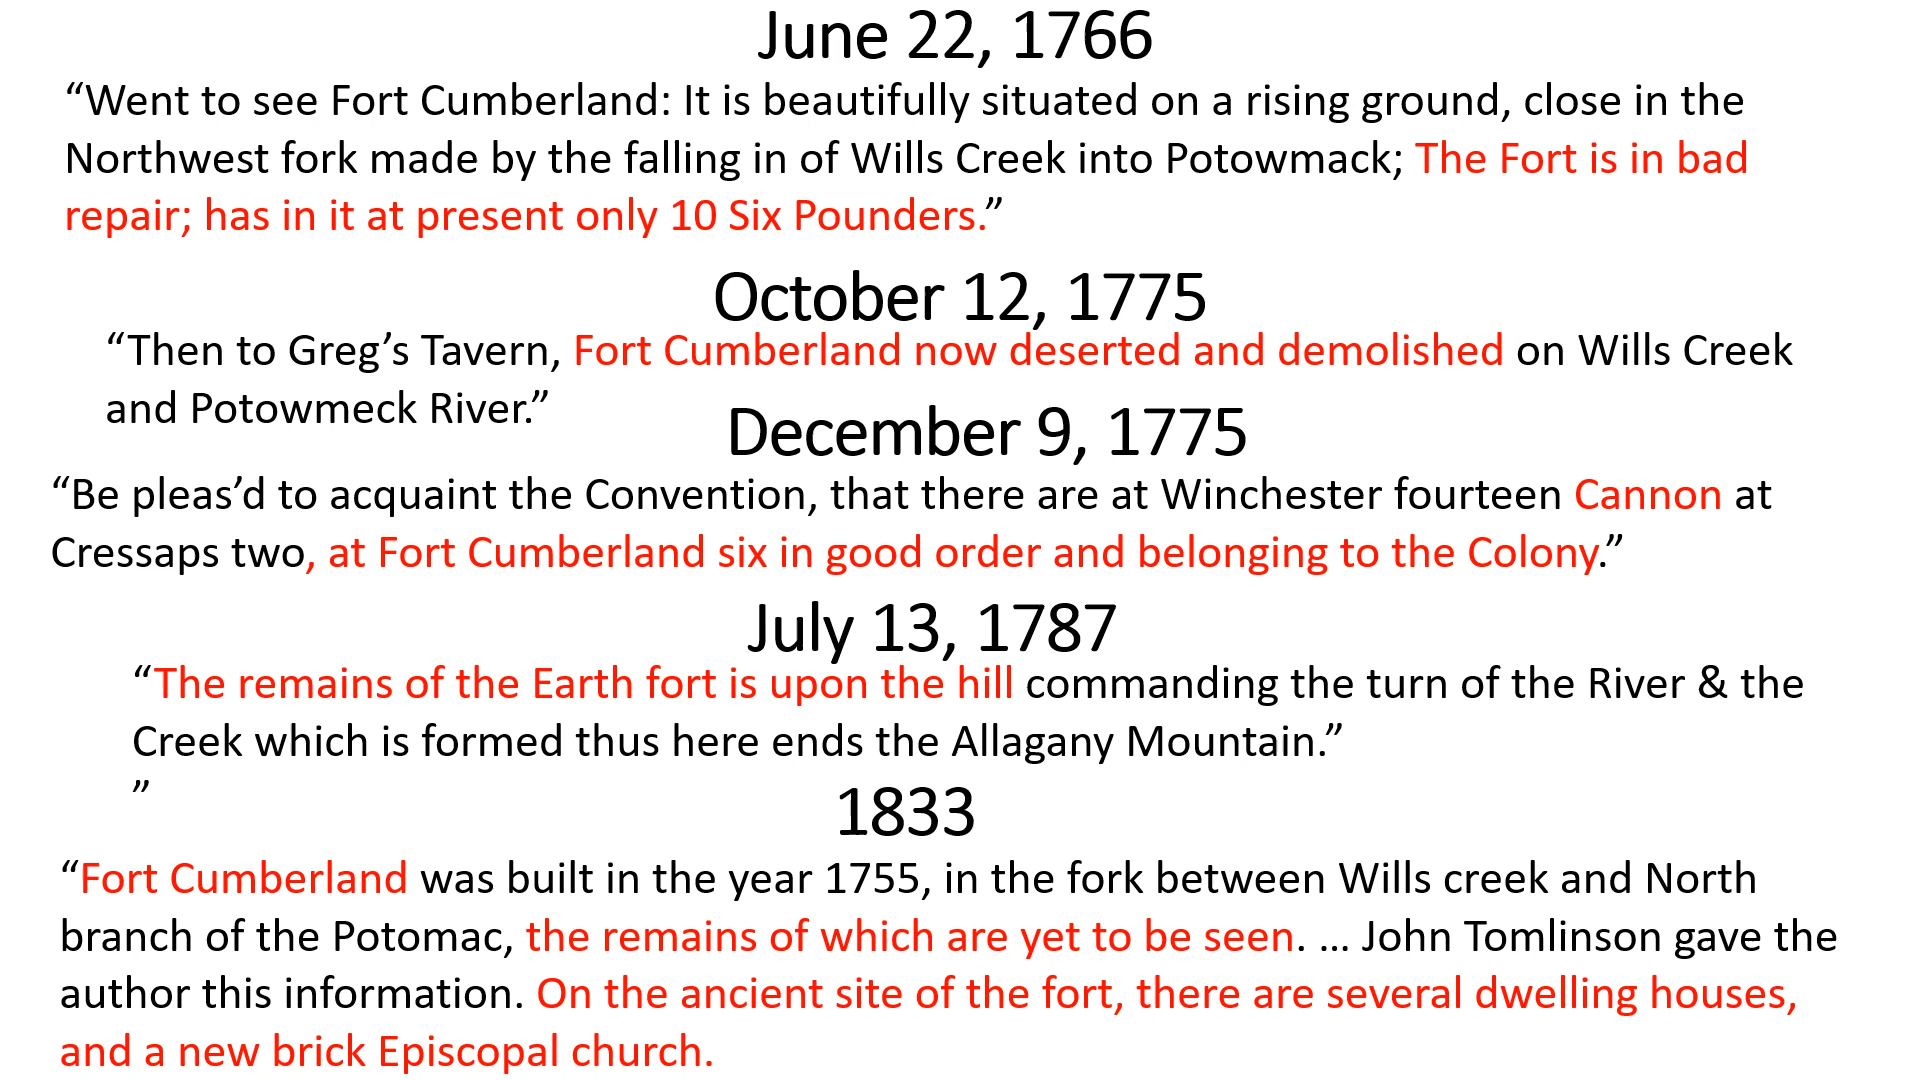 June 22, 1766
“Went to see Fort Cumberland: It is beautifully situated on a rising ground, close in the
Northwest fork made by the falling in of Wills Creek into Potowmack; The Fort is in bad
repair; has in it at present only 10 Six Pounders.”
October 12, 1775
“Then to Greg’s Tavern, Fort Cumberland now deserted and demolished on Wills Creek
and Potowmeck River.”
December 9, 1775
“Be pleas’d to acquaint the Convention, that there are at Winchester fourteen Cannon at
Cressaps two, at Fort Cumberland six in good order and belonging to the Colony.”
July 13, 1787
“The remains of the Earth fort is upon the hill commanding the turn of the River & the
Creek which is formed thus here ends the Allagany Mountain.”
”
1833
“Fort Cumberland was built in the year 1755, in the fork between Wills creek and North
branch of the Potomac, the remains of which are yet to be seen. … John Tomlinson gave the
author this information. On the ancient site of the fort, there are several dwelling houses,
and a new brick Episcopal church.